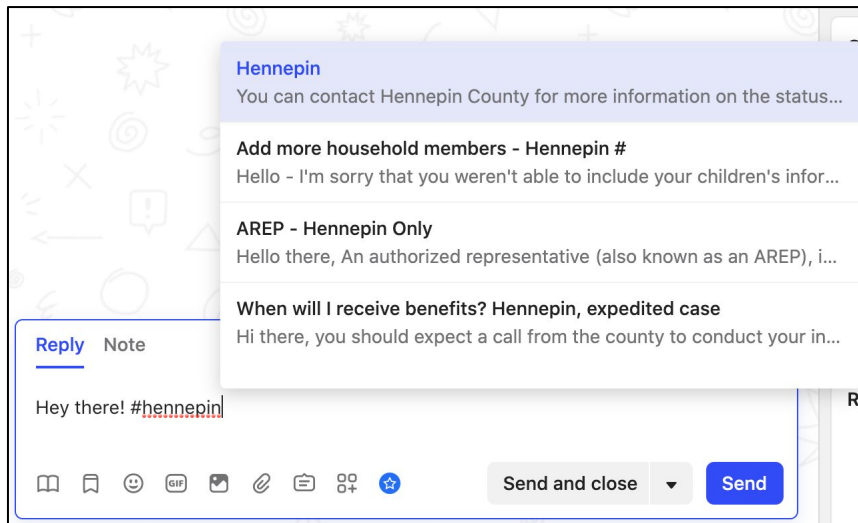 Hennepin
You can contact Hennepin County for more information on the status...
Add more household members - Hennepin #
Hello - I'm sorry that you weren't able to include your children's infor...
AREP - Hennepin Only
Hello there, An authorized representative (also known as an AREP), i...
When will I receive benefits? Hennepin, expedited case
Hi there, you should expect a call from the county to conduct your in...
Reply Note
Hey there! #hennepin
GIF
Send and close Send